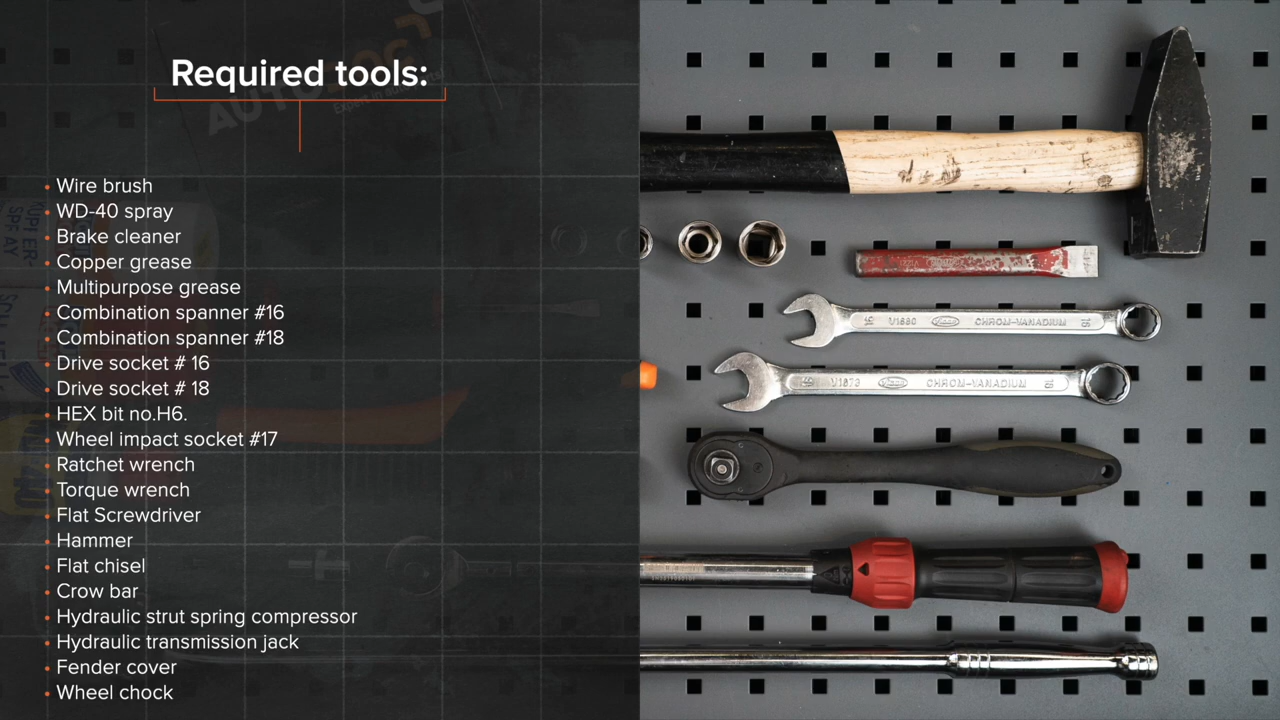 Required tools:
Wire brush
WD-40 spray
Brake cleaner
Copper grease
Multipurpose grease
Combination spanner #16
Combination spanner #18
Drive socket # 16
Drive socket # 18
HEX bit no.H6.
Wheel impact socket #17
Ratchet wrench
Torque wrench
Flat Screwdriver
Hammer
Flat chisel
Crow bar
Hydraulic strut spring compressor
Hydraulic transmission jack
Fender cover
Wheel chock
CHROM-VANADIUM
CHROM-VANADIUM